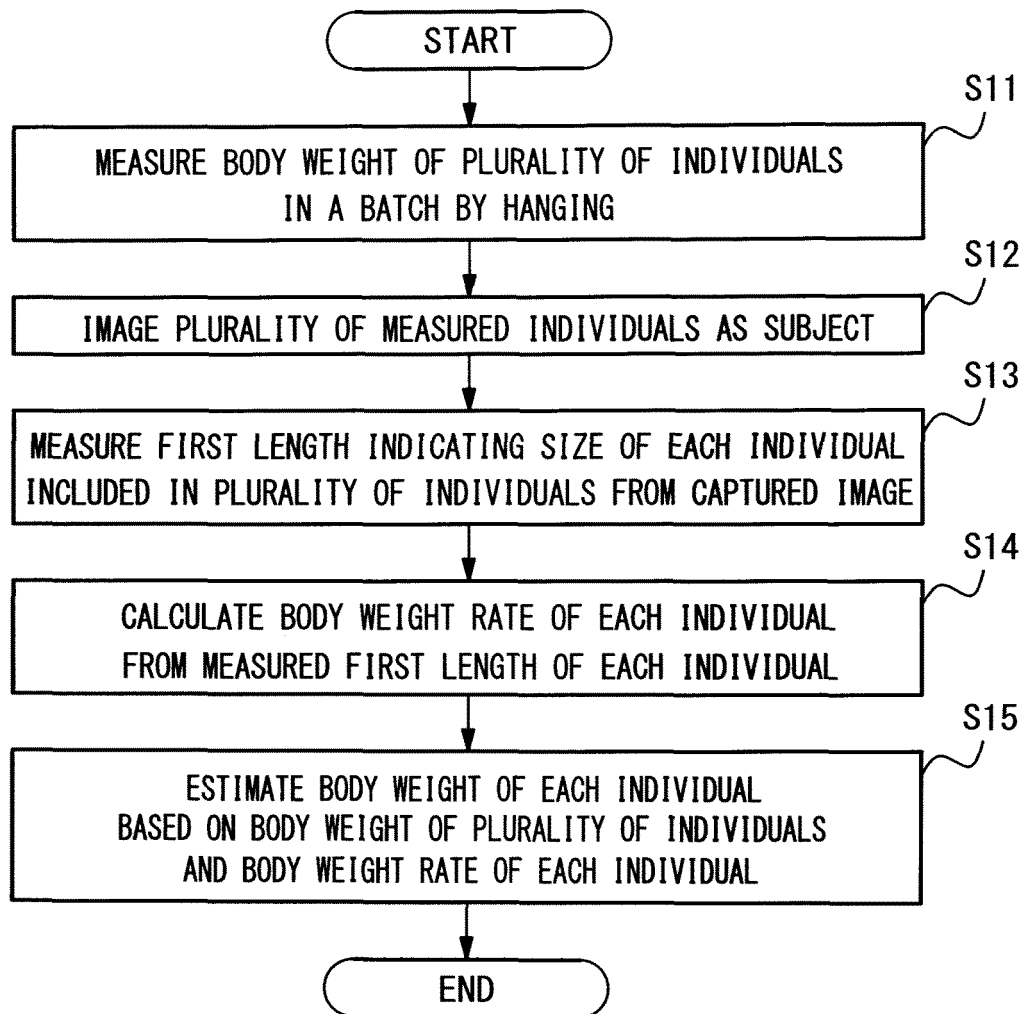 START
S11
MEASURE BODY WEIGHT OF PLURALITY OF INDIVIDUALS
IN A BATCH BY HANGING
S12
IMAGE PLURALITY OF MEASURED INDIVIDUALS AS SUBJECT
S13
MEASURE FIRST LENGTH INDICATING SIZE OF EACH INDIVIDUAL
INCLUDED IN PLURALITY OF INDIVIDUALS FROM CAPTURED IMAGE
S14
CALCULATE BODY WEIGHT RATE OF EACH INDIVIDUAL
FROM MEASURED FIRST LENGTH OF EACH INDIVIDUAL
S15
ESTIMATE BODY WEIGHT OF EACH INDIVIDUAL
BASED ON BODY WEIGHT OF PLURALITY OF INDIVIDUALS
AND BODY WEIGHT RATE OF EACH INDIVIDUAL
END